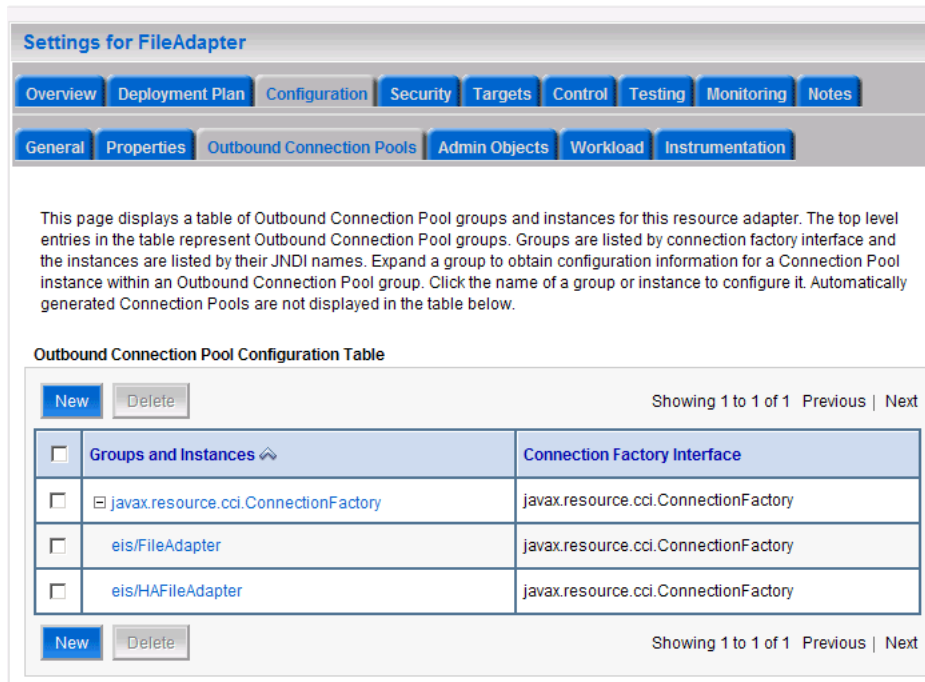 Settings for FileAdapter
Overview Deployment Plan Configuration Security Targets Control Testing Monitoring Notes
General Properties Outbound Connection Pools Admin Objects Workload Instrumentation
This page displays a table of Outbound Connection Pool groups and instances for this resource adapter. The top level
entries in the table represent Outbound Connection Pool groups. Groups are listed by connection factory interface and
the instances are listed by their JNDI names. Expand a group to obtain configuration information for a Connection Pool
instance within an Outbound Connection Pool group. Click the name of a group or instance to configure it. Automatically
generated Connection Pools are not displayed in the table below.
Outbound Connection Pool Configuration Table
New Delete Showing 1 to 1 of 1 Previous | Next
Groups and Instances Connection Factory Interface
javax.resource.cci.ConnectionFactory javax.resource.cci.ConnectionFactory
eis/FileAdapter javax.resource.cci.ConnectionFactory
eis/HAFileAdapter javax.resource.cci.ConnectionFactory
New Delete Showing 1 to 1 of 1 Previous | Next